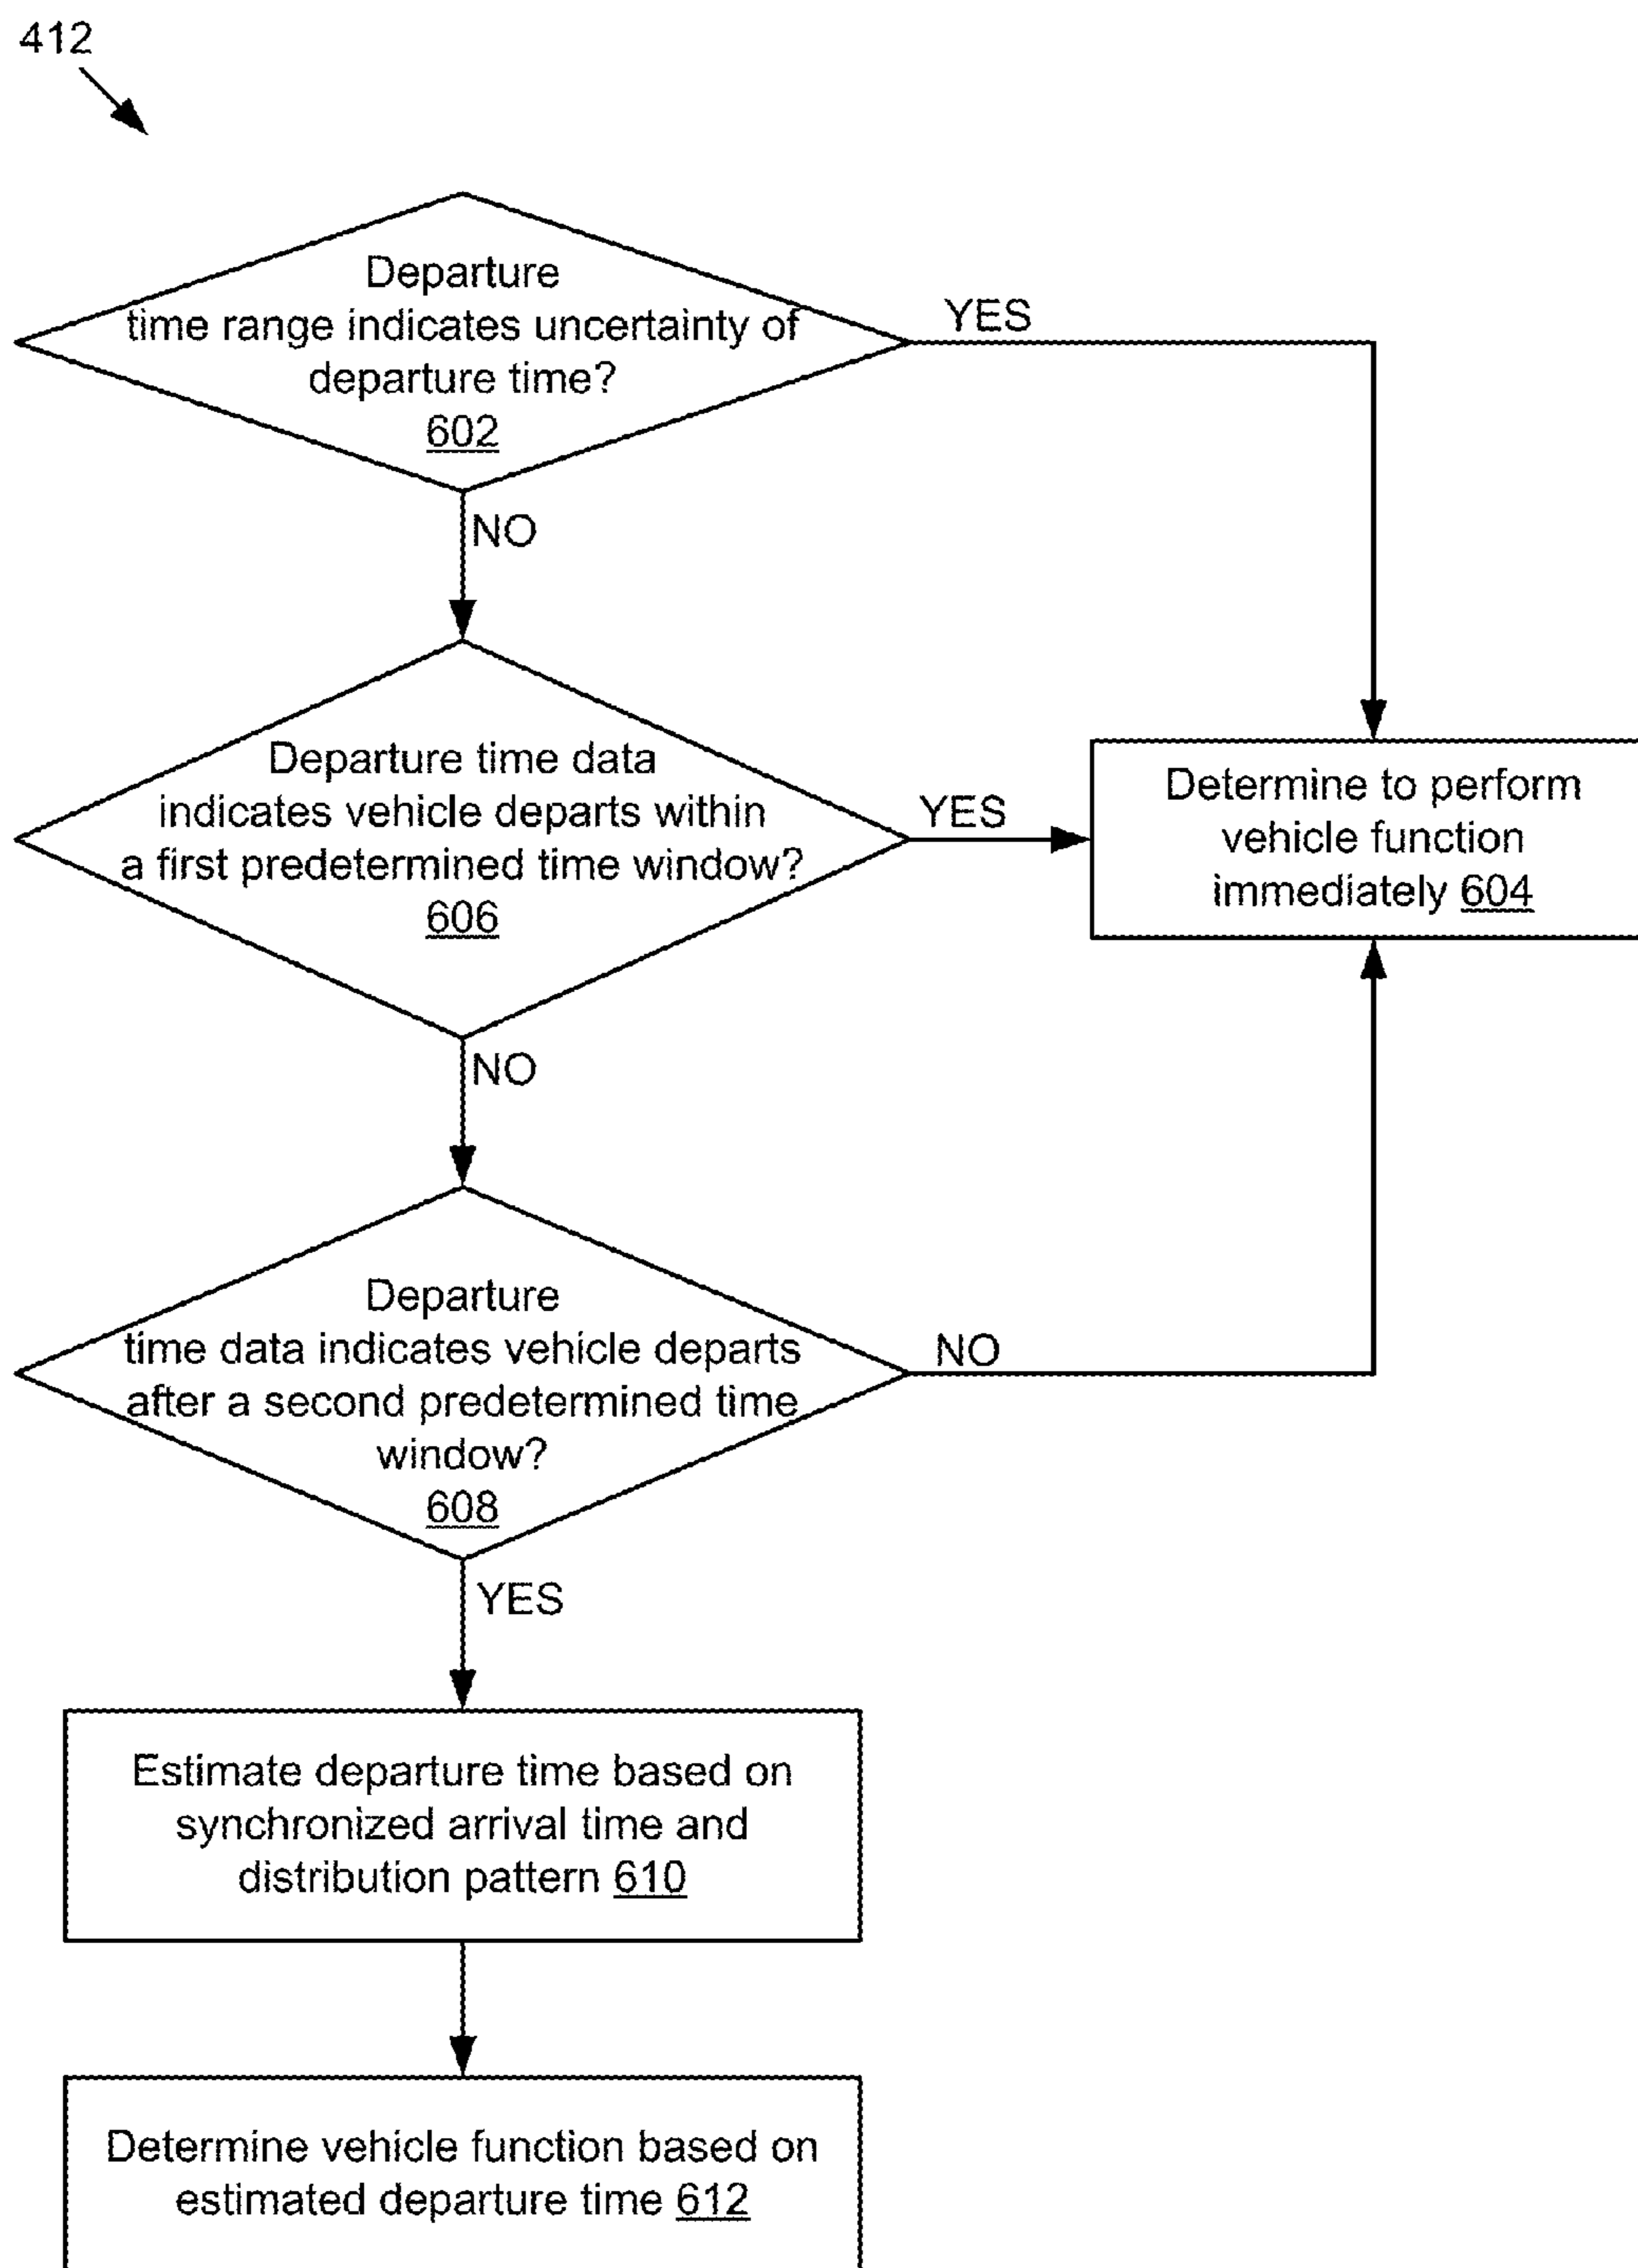 412
Departure
time range indicates uncertainty of
departure time?
602
YES
NO
Departure time data
indicates vehicle departs within
a first predetermined time window?
606
YES
Determine to perform
vehicle function
immediately 604
NO
Departure
time data indicates vehicle departs
after a second predetermined time
window?
608
NO
YES
Estimate departure time based on
synchronized arrival time and
distribution pattern 610
Determine vehicle function based on
estimated departure time 612